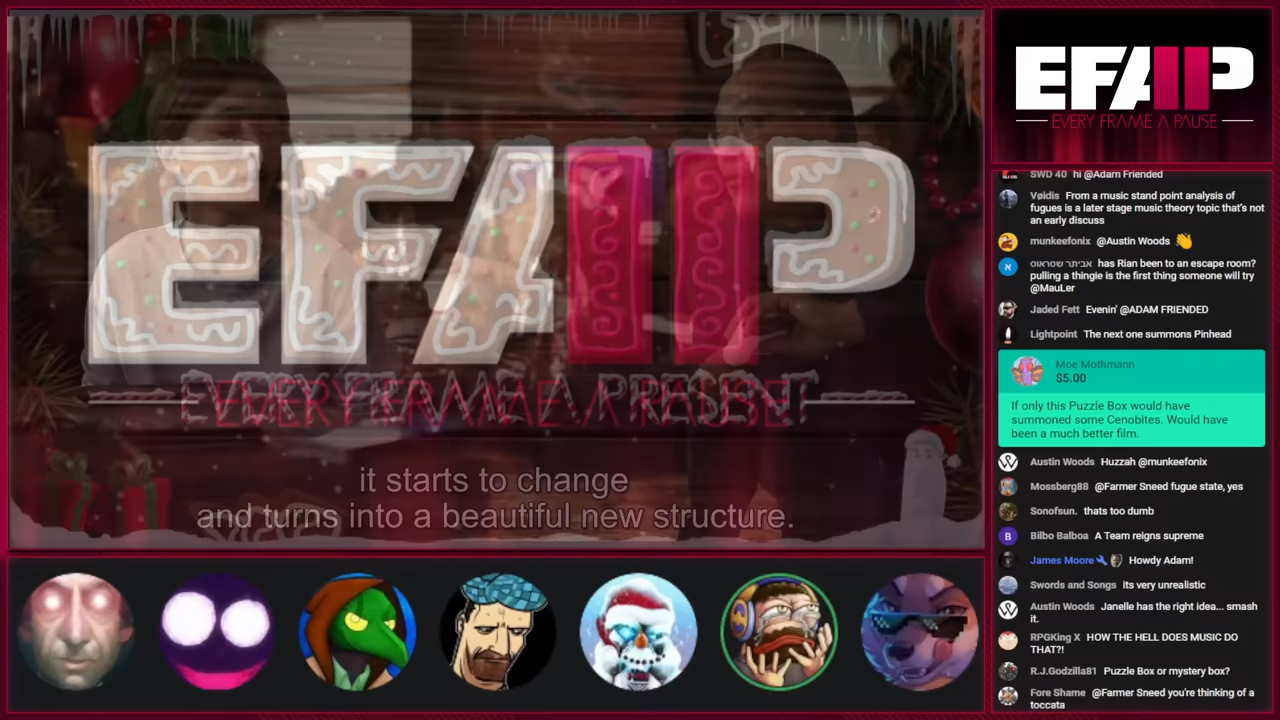 EFAP
EVERY FRAME A PAUSE
it starts to change
and turns into a beautiful new structure.
EFAP
EVERY FRAME A PAUSE
SWD 40 hi @Adam Friended
Vøidis From a music stand point analysis of
fugues is a later stage music theory topic that's not
an early discuss
munkeefonix @Austin Woods 👋
אביתר שטראוס has Rian been to an escape room?
pulling a thingie is the first thing someone will try
@MauLer
Jaded Fett Evenin' @ADAM FRIENDED
Lightpoint The next one summons Pinhead
Moe Mothmann
$5.00
If only this Puzzle Box would have
summoned some Cenobites. Would have
been a much better film.
Austin Woods Huzzah @munkeefonix
Mossberg88 @Farmer Sneed fugue state, yes
Sonofsun. thats too dumb
B
Bilbo Balboa A Team reigns supreme
James Moore Howdy Adam!
Swords and Songs its very unrealistic
Austin Woods Janelle has the right idea... smash
it.
RPGKing X HOW THE HELL DOES MUSIC DO
THAT?!
R.J.Godzilla81 Puzzle Box or mystery box?
Fore Shame @Farmer Sneed you're thinking of a
toccata